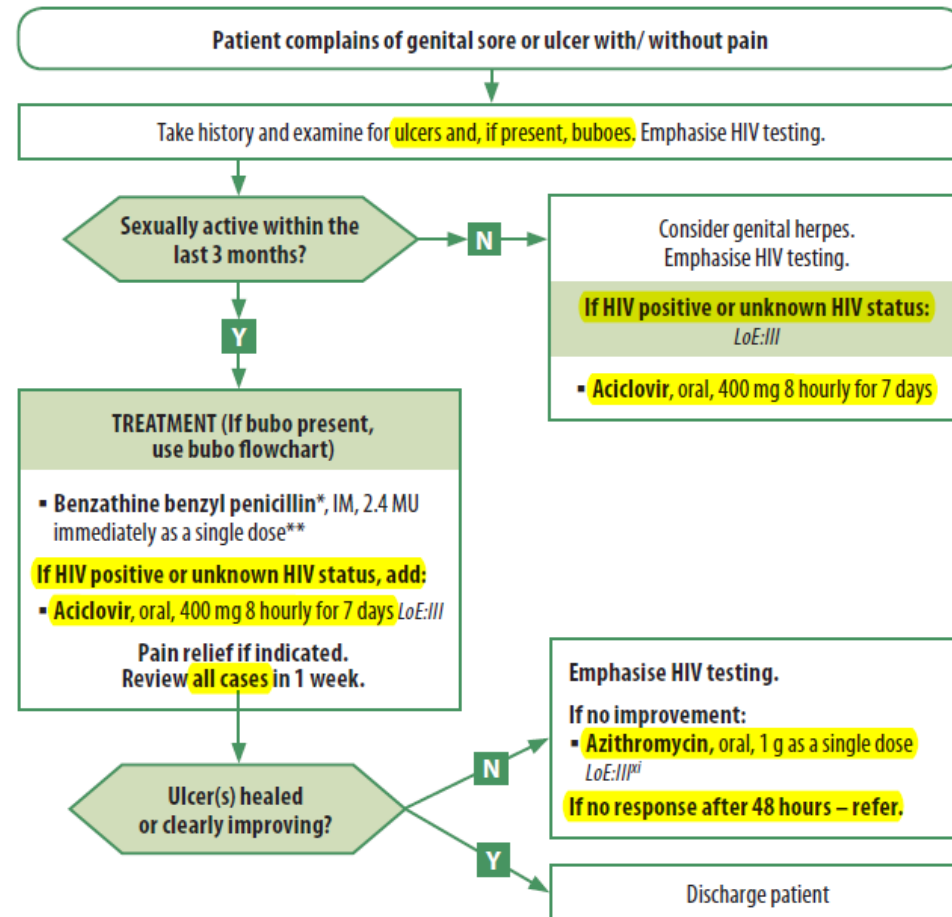 Patient complains of genital sore or ulcer with/ without pain
Take history and examine for ulcers and, if present, buboes. Emphasise HIV testing.
Sexually active within the
last 3 months?
N
Consider genital herpes.
Emphasise HIV testing.
If HIV positive or unknown HIV status:
LoE:III
▪ Aciclovir, oral, 400 mg 8 hourly for 7 days
Y
TREATMENT (If bubo present,
use bubo flowchart)
▪ Benzathine benzyl penicillin*, IM, 2.4 MU
immediately as a single dose**
If HIV positive or unknown HIV status, add:
▪ Aciclovir, oral, 400 mg 8 hourly for 7 days LoE:III
Pain relief if indicated.
Review all cases in 1 week.
Ulcer(s) healed
or clearly improving?
N
Emphasise HIV testing.
If no improvement:
▪ Azithromycin, oral, 1 g as a single dose
LoE:IIIxi
If no response after 48 hours – refer.
Y
Discharge patient